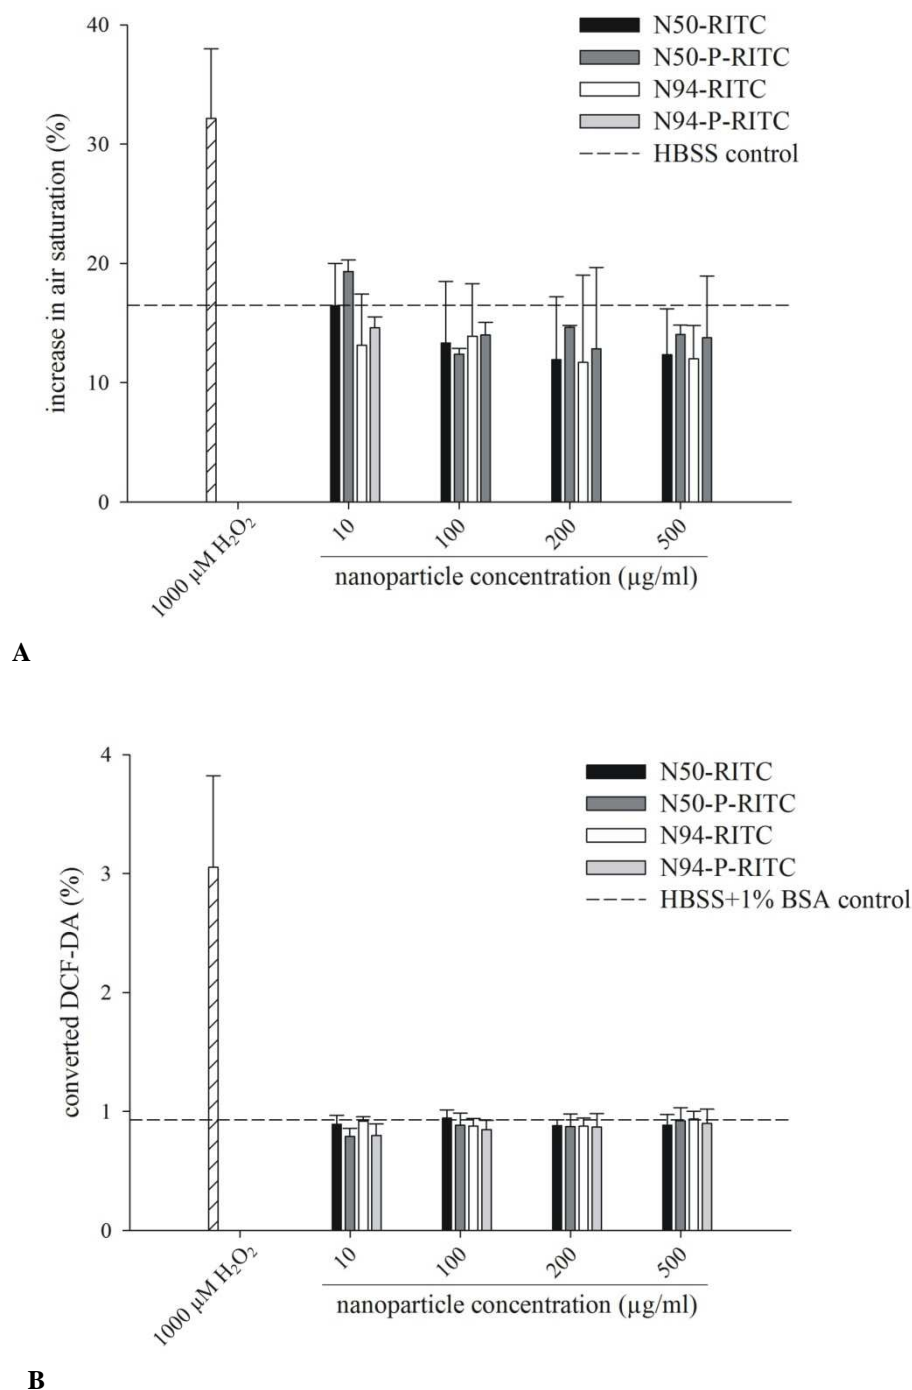 40
30
20
10
0
increase in air saturation (%)
N50-RITC
N50-P-RITC
N94-RITC
N94-P-RITC
HBSS control
1000 µM H₂O₂
10
100
200
500
nanoparticle concentration (µg/ml)
A
4
3
2
1
0
converted DCF-DA (%)
N50-RITC
N50-P-RITC
N94-RITC
N94-P-RITC
HBSS+1% BSA control
1000 µM H₂O₂
10
100
200
500
nanoparticle concentration (µg/ml)
B